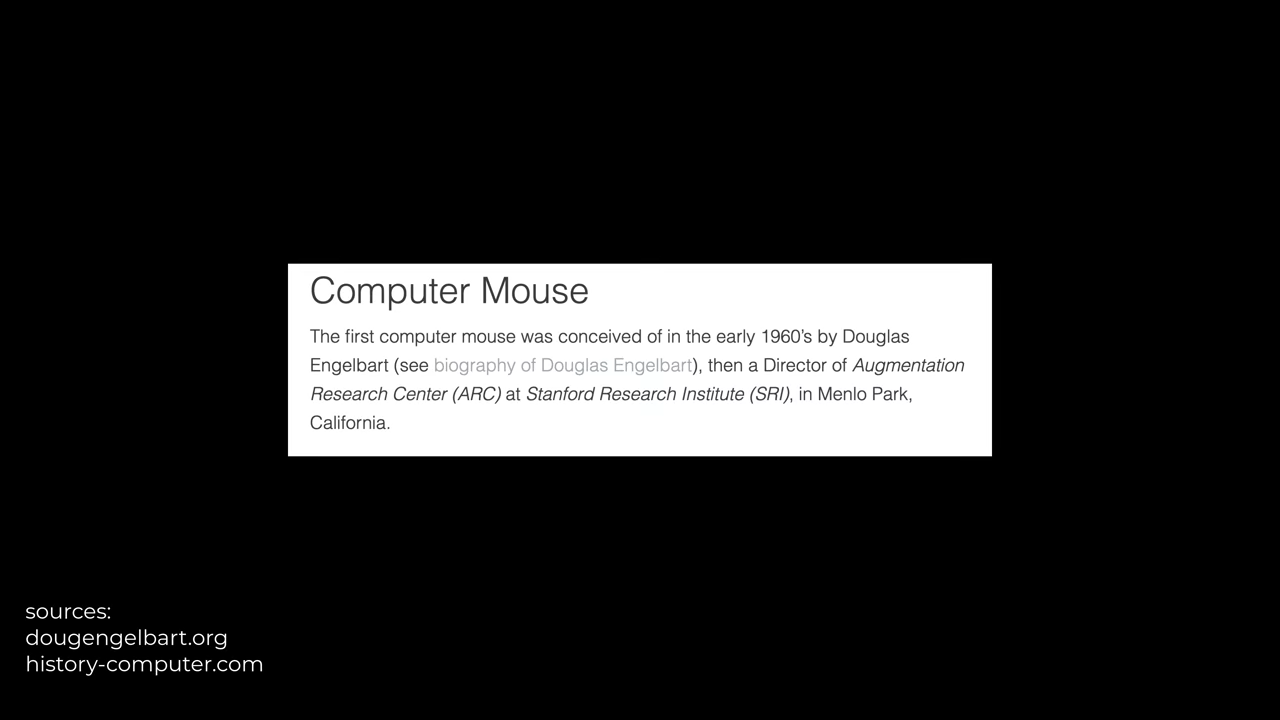 Computer Mouse
The first computer mouse was conceived of in the early 1960's by Douglas
Engelbart (see biography of Douglas Engelbart), then a Director of Augmentation
Research Center (ARC) at Stanford Research Institute (SRI), in Menlo Park,
California.
sources:
dougengelbart.org
history-computer.com